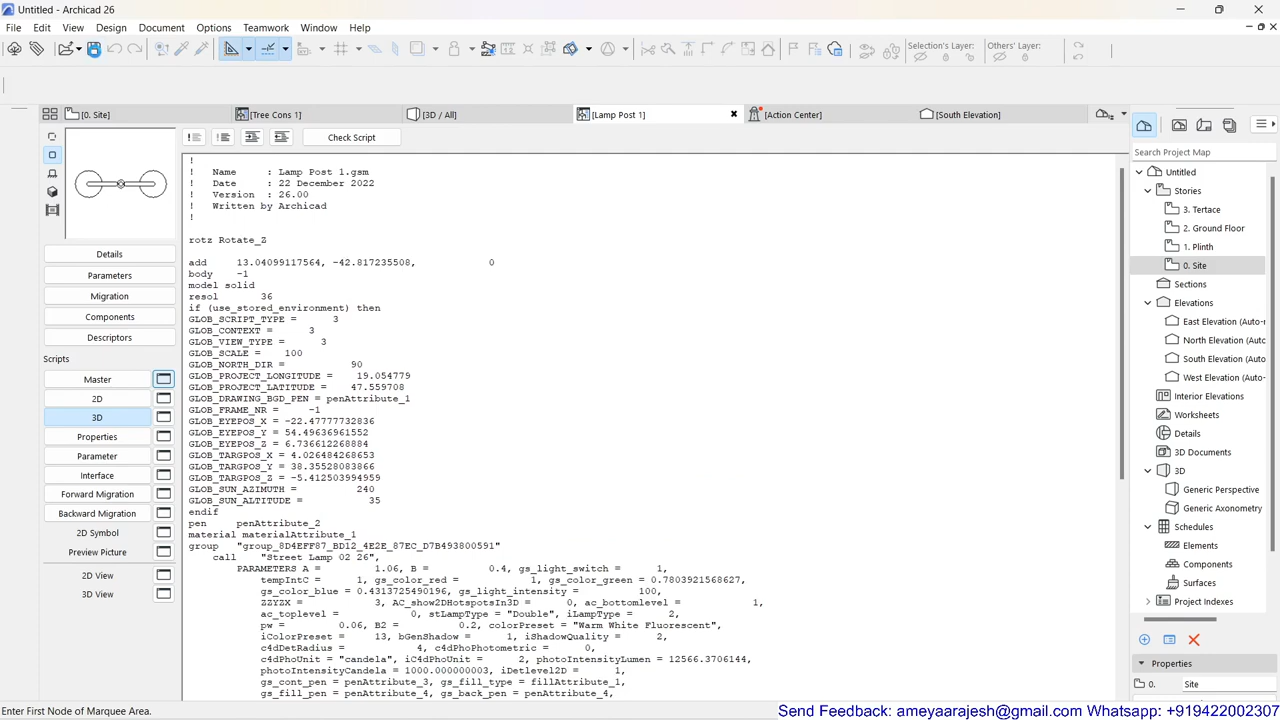 Untitled - Archicad 26
File Edit View Design Document Options Teamwork Window Help
Selection's Layer: Others' Layer:
[0. Site] [Tree Cons 1] [3D / All] [Lamp Post 1] [Action Center] [South Elevation]
Check Script
Details
Parameters
Migration
Components
Descriptors
Scripts
Master
2D
3D
Properties
Parameter
Interface
Forward Migration
Backward Migration
2D Symbol
Preview Picture
2D View
3D View
!
! Name : Lamp Post 1.gsm
! Date : 22 December 2022
! Version : 26.00
! Written by Archicad
!
rotz Rotate_Z
add 13.04099117564, -42.817235508, 0
body -1
model solid
resol 36
if (use_stored_environment) then
GLOB_SCRIPT_TYPE = 3
GLOB_CONTEXT = 3
GLOB_VIEW_TYPE = 3
GLOB_SCALE = 100
GLOB_NORTH_DIR = 90
GLOB_PROJECT_LONGITUDE = 19.054779
GLOB_PROJECT_LATITUDE = 47.559708
GLOB_DRAWING_BGD_PEN = penAttribute_1
GLOB_FRAME_NR = -1
GLOB_EYEPOS_X = -22.47777732836
GLOB_EYEPOS_Y = 54.49636961552
GLOB_EYEPOS_Z = 6.736612268884
GLOB_TARGPOS_X = 4.026484268653
GLOB_TARGPOS_Y = 38.35528083866
GLOB_TARGPOS_Z = -5.412503994959
GLOB_SUN_AZIMUTH = 240
GLOB_SUN_ALTITUDE = 35
endif
pen penAttribute_2
material materialAttribute_1
group "group_8D4EFF87_BD12_4E2E_87EC_D7B493800591"
call "Street Lamp 02 26",
PARAMETERS A = 1.06, B = 0.4, gs_light_switch = 1,
tempIntC = 1, gs_color_red = 1, gs_color_green = 0.7803921568627,
gs_color_blue = 0.4313725490196, gs_light_intensity = 100,
ZZYZX = 3, AC_show2DHotspotsIn3D = 0, ac_bottomlevel = 1,
ac_toplevel = 0, stLampType = "Double", iLampType = 2,
pw = 0.06, B2 = 0.2, colorPreset = "Warm White Fluorescent",
iColorPreset = 13, bGenShadow = 1, iShadowQuality = 2,
c4dDetRadius = 4, c4dPhoPhotometric = 0,
c4dPhoUnit = "candela", iC4dPhoUnit = 2, photoIntensityLumen = 12566.3706144,
photoIntensityCandela = 1000.000000003, iDetlevel2D = 1,
gs_cont_pen = penAttribute_3, gs_fill_type = fillAttribute_1,
gs_fill_pen = penAttribute_4, gs_back_pen = penAttribute_4,
Search Project Map
Untitled
Stories
3. Tertace
2. Ground Floor
1. Plinth
0. Site
Sections
Elevations
East Elevation (Auto-r
North Elevation (Auto
South Elevation (Auto
West Elevation (Auto-
Interior Elevations
Worksheets
Details
3D Documents
3D
Generic Perspective
Generic Axonometry
Schedules
Elements
Components
Surfaces
Project Indexes
Properties
0. Site
Enter First Node of Marquee Area.
Send Feedback: ameyaarajesh@gmail.com Whatsapp: +919422002307